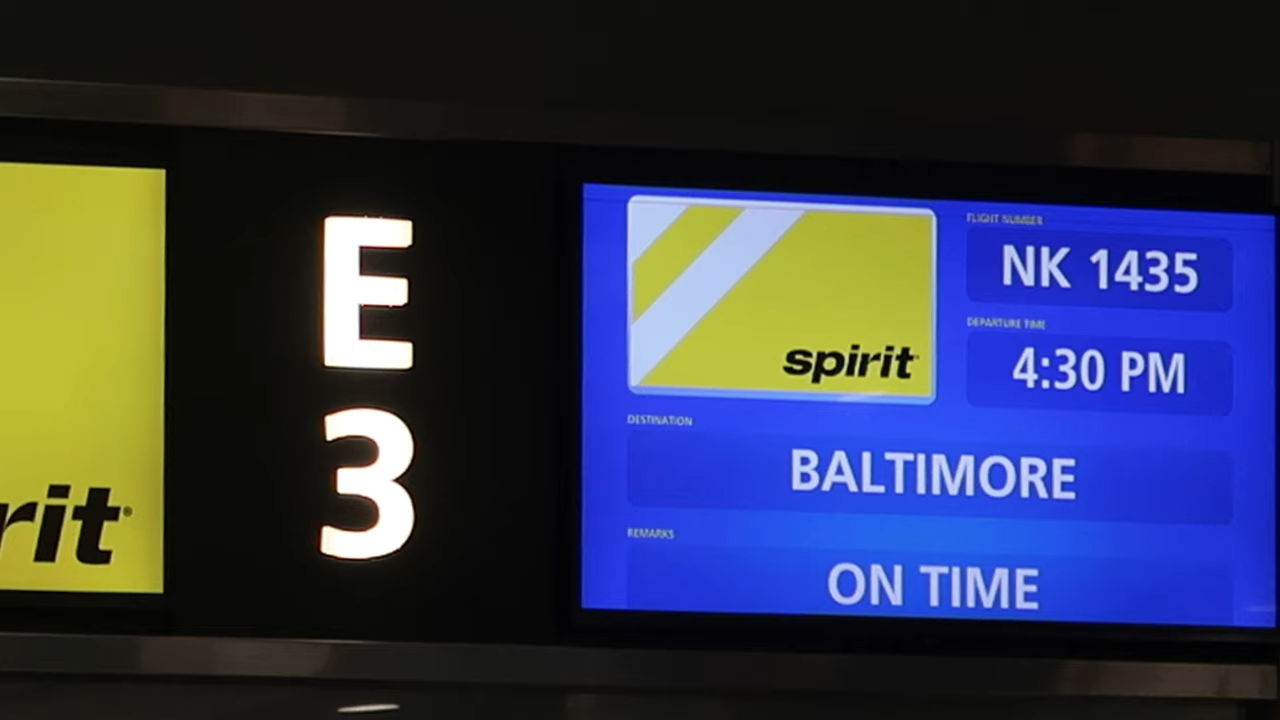 rit®
E
3
spirit
FLIGHT NUMBER
NK 1435
DEPARTURE TIME
4:30 PM
DESTINATION
BALTIMORE
REMARKS
ON TIME